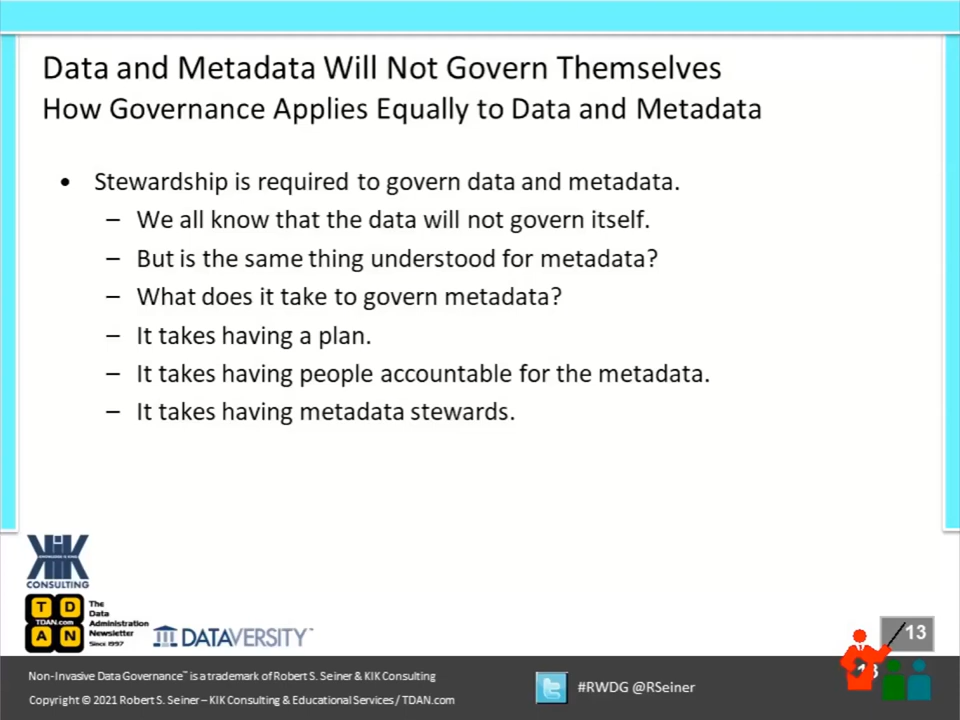 Data and Metadata Will Not Govern Themselves
How Governance Applies Equally to Data and Metadata
• Stewardship is required to govern data and metadata.
– We all know that the data will not govern itself.
– But is the same thing understood for metadata?
– What does it take to govern metadata?
– It takes having a plan.
– It takes having people accountable for the metadata.
– It takes having metadata stewards.
KIK
CONSULTING
T D
TDAN.com
A N
The
Data
Administration
Newsletter
Since 1997
DATAVERSITY™
13
Non-Invasive Data Governance™ is a trademark of Robert S. Seiner & KIK Consulting
Copyright © 2021 Robert S. Seiner – KIK Consulting & Educational Services / TDAN.com
#RWDG @RSeiner